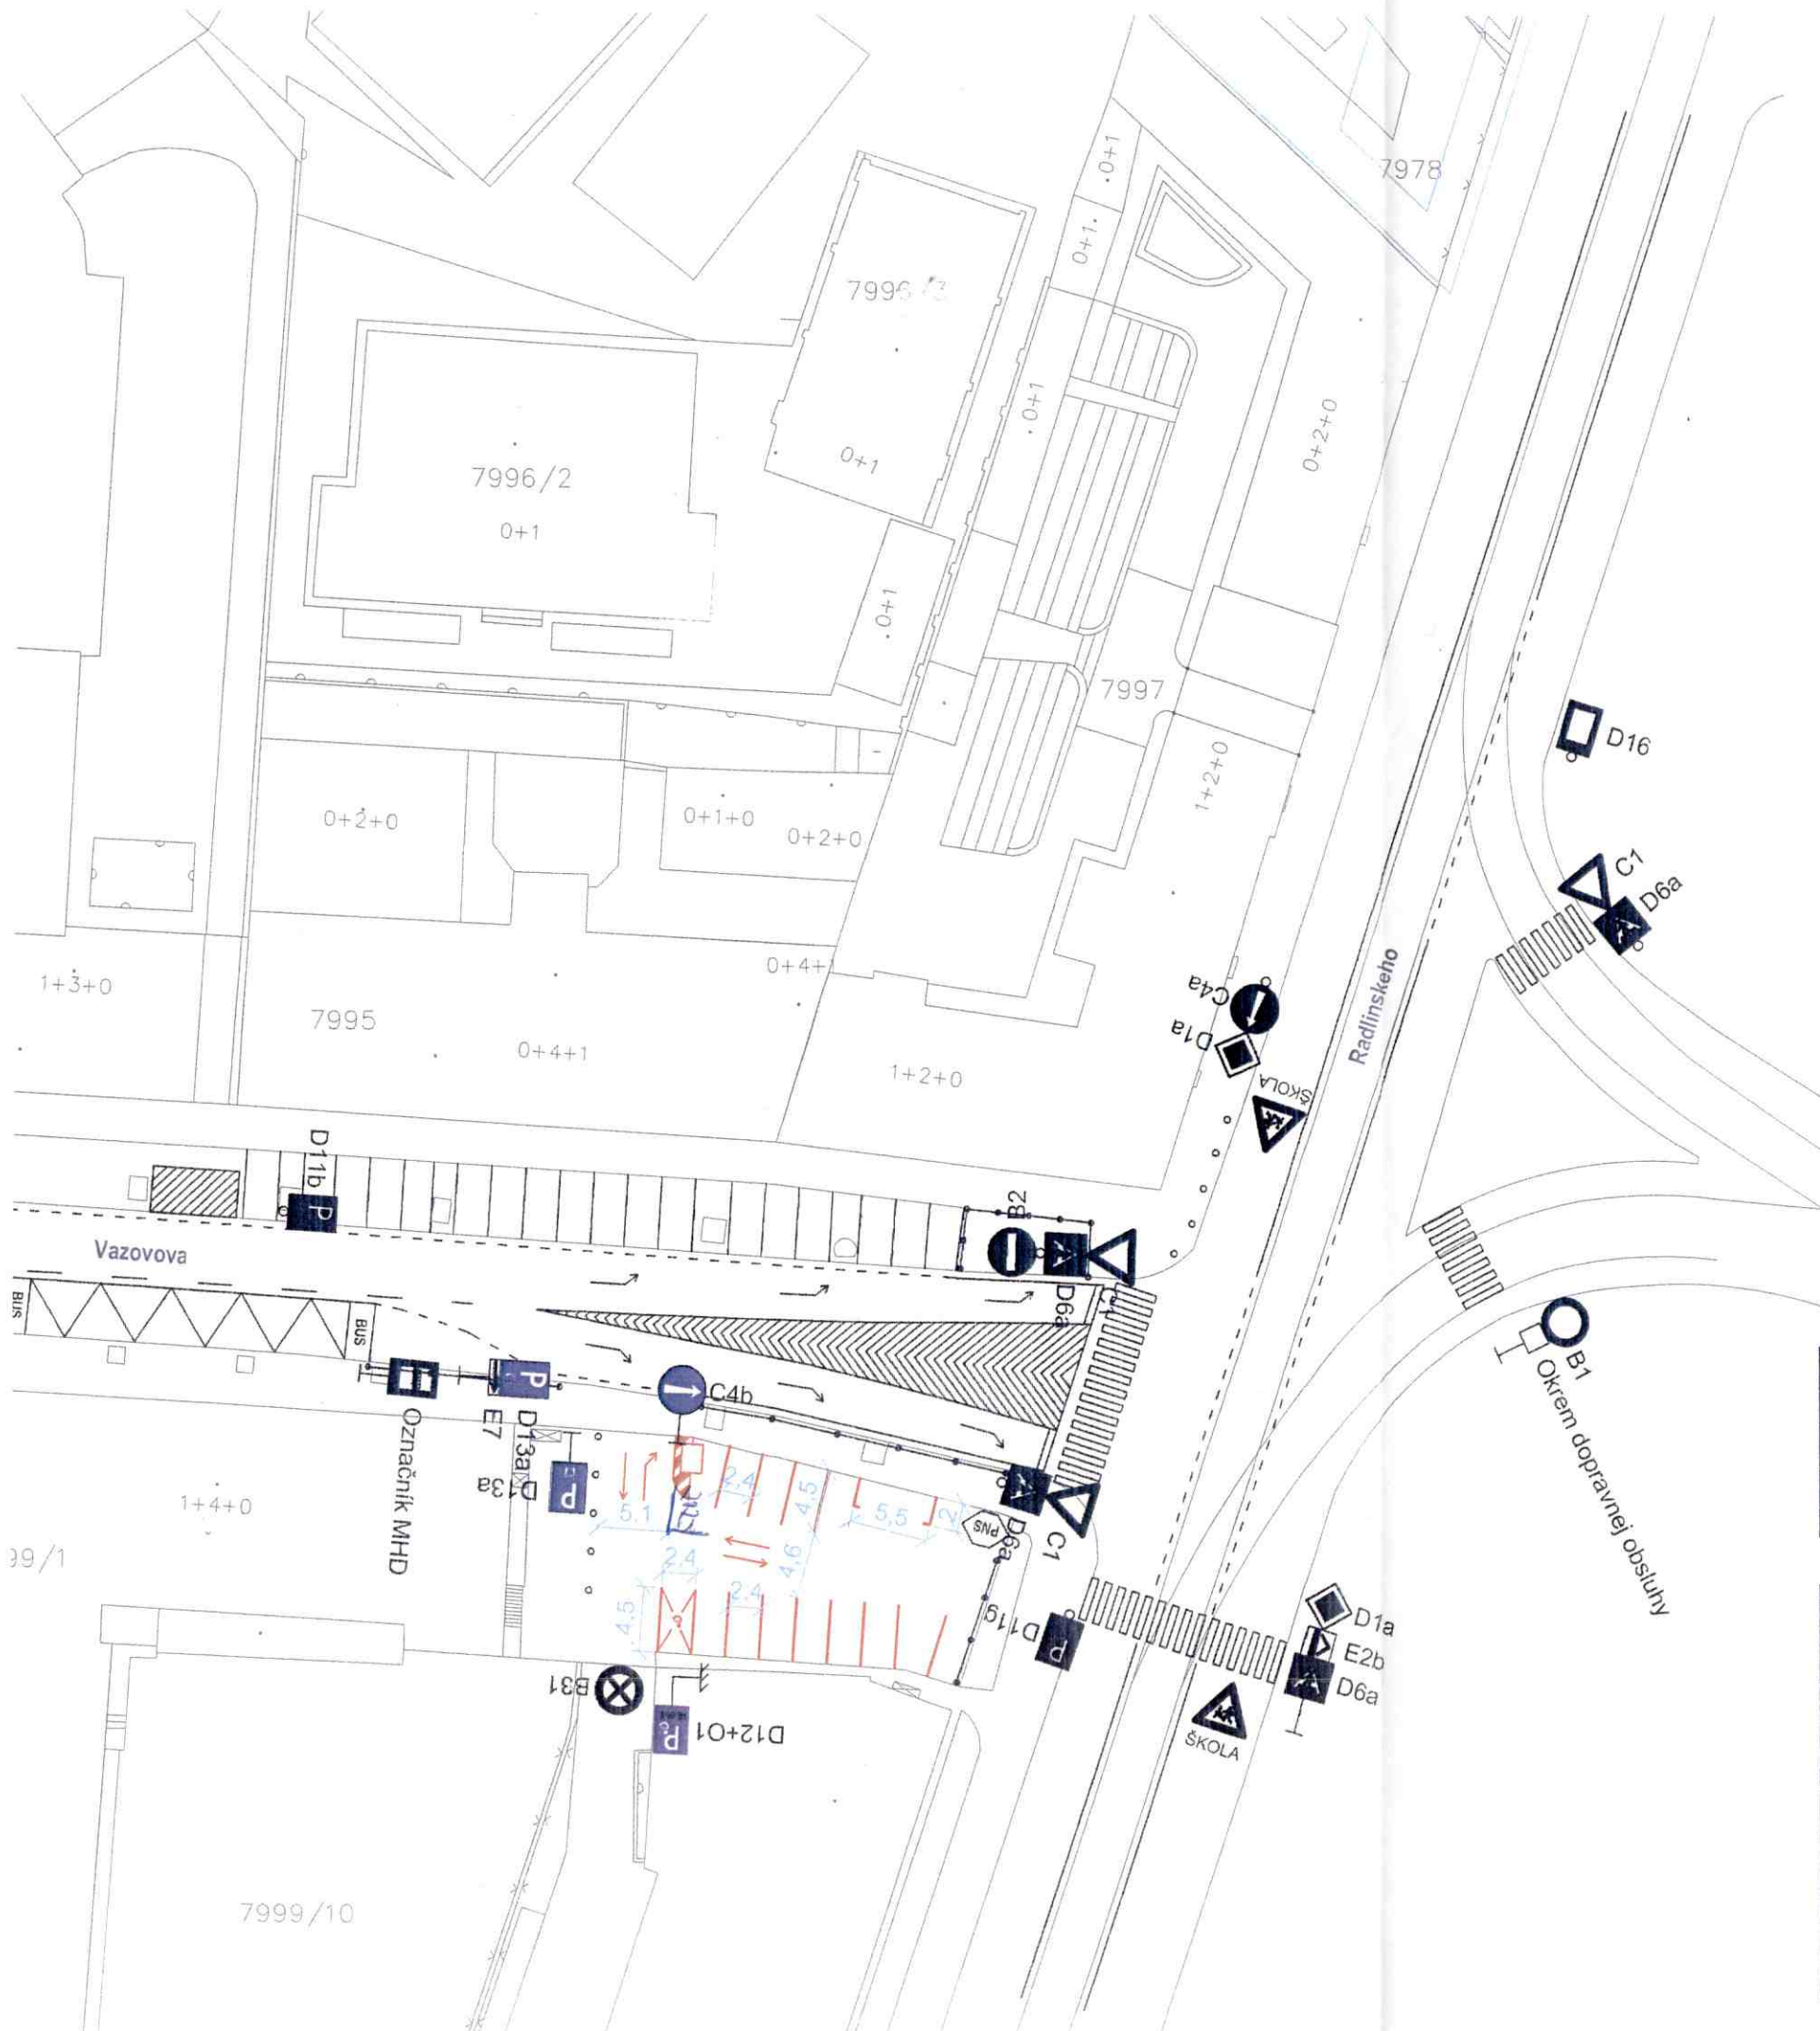 7978
.0+1
0+1.
7996/3
0+1
.0+1
0+2+0
7996/2
0+1
.0+1
7997
1+2+0
D16
0+2+0
0+1+0
0+2+0
C1
D6a
1+3+0
7995
0+4+1
0+4+
1+2+0
C4a
D1a
ŠKOLA
Radlinskeho
D11b
P
Vazovova
B2
D6a
C1
BUS
BUS
P
C4b
E7
D13a
Označník MHD
D13a
P
B1
Okrem dopravnej obsluhy
5,1
2,4
4,5
5,5
2
2,4
4,6
2,4
4,5
PNS
D6a
C1
D11g
P
D1a
E2b
D6a
ŠKOLA
1+4+0
99/1
B31
D12+O1
P
7999/10